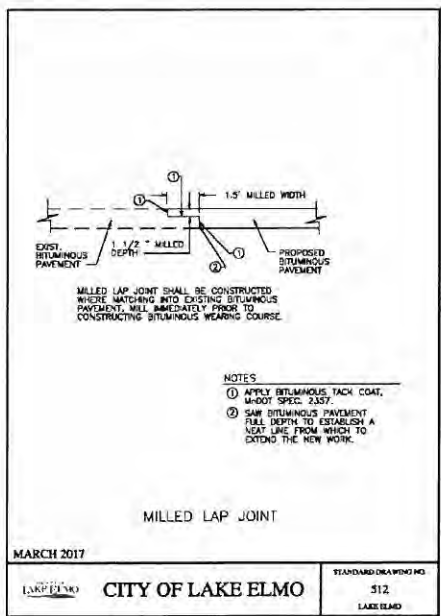 ①
①
1.5' MILLED WIDTH
EXIST.
BITUMINOUS
PAVEMENT
1 1/2 " MILLED
DEPTH
①
②
PROPOSED
BITUMINOUS
PAVEMENT
MILLED LAP JOINT SHALL BE CONSTRUCTED
WHERE MATCHING INTO EXISTING BITUMINOUS
PAVEMENT, MILL IMMEDIATELY PRIOR TO
CONSTRUCTING BITUMINOUS WEARING COURSE.
NOTES
① APPLY BITUMINOUS TACK COAT,
MnDOT SPEC. 2357.
② SAW BITUMINOUS PAVEMENT
FULL DEPTH TO ESTABLISH A
NEAT LINE FROM WHICH TO
EXTEND THE NEW WORK.
MILLED LAP JOINT
MARCH 2017
LAKE ELMO
CITY OF LAKE ELMO
STANDARD DRAWING NO.
512
LAKE ELMO